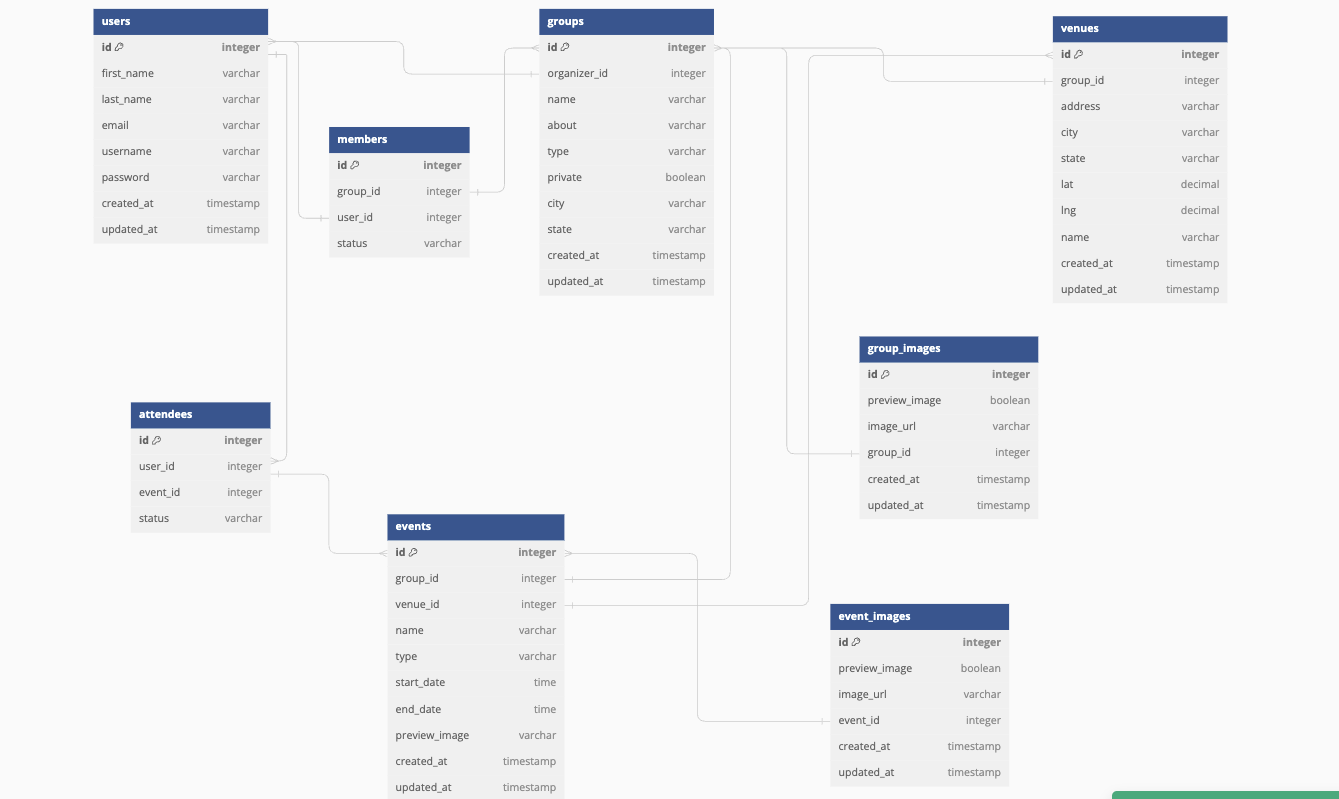 users
id integer
first_name varchar
last_name varchar
email varchar
username varchar
password varchar
created_at timestamp
updated_at timestamp
members
id integer
group_id integer
user_id integer
status varchar
groups
id integer
organizer_id integer
name varchar
about varchar
type varchar
private boolean
city varchar
state varchar
created_at timestamp
updated_at timestamp
venues
id integer
group_id integer
address varchar
city varchar
state varchar
lat decimal
lng decimal
name varchar
created_at timestamp
updated_at timestamp
group_images
id integer
preview_image boolean
image_url varchar
group_id integer
created_at timestamp
updated_at timestamp
attendees
id integer
user_id integer
event_id integer
status varchar
events
id integer
group_id integer
venue_id integer
name varchar
type varchar
start_date time
end_date time
preview_image varchar
created_at timestamp
updated_at timestamp
event_images
id integer
preview_image boolean
image_url varchar
event_id integer
created_at timestamp
updated_at timestamp